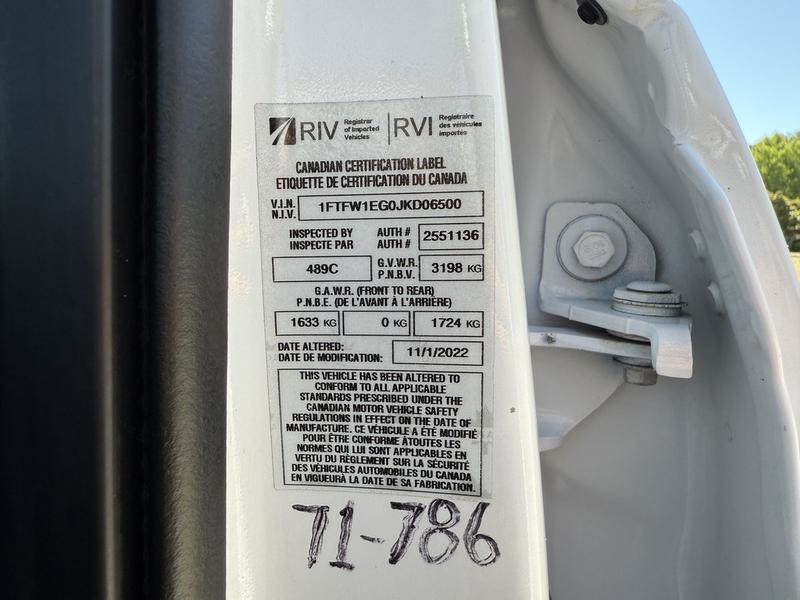 RIV Registrar of Imported Vehicles RVI Registraire des véhicules importés
CANADIAN CERTIFICATION LABEL
ETIQUETTE DE CERTIFICATION DU CANADA
V.I.N. N.I.V. 1FTFW1EG0JKD06500
INSPECTED BY AUTH # 2551136
INSPECTE PAR AUTH #
489C G.V.W.R. P.N.B.V. 3198 KG
G.A.W.R. (FRONT TO REAR)
P.N.B.E. (DE L'AVANT À L'ARRIÈRE)
1633 KG 0 KG 1724 KG
DATE ALTERED:
DATE DE MODIFICATION: 11/1/2022
THIS VEHICLE HAS BEEN ALTERED TO
CONFORM TO ALL APPLICABLE
STANDARDS PRESCRIBED UNDER THE
CANADIAN MOTOR VEHICLE SAFETY
REGULATIONS IN EFFECT ON THE DATE OF
MANUFACTURE. CE VÉHICULE A ÉTÉ MODIFIÉ
POUR ÊTRE CONFORME ÀTOUTES LES
NORMES QUI LUI SONT APPLICABLES EN
VERTU DU RÈGLEMENT SUR LA SÉCURITÉ
DES VÉHICULES AUTOMOBILES DU CANADA
EN VIGUEURÀ LA DATE DE SA FABRICATION.
71-786